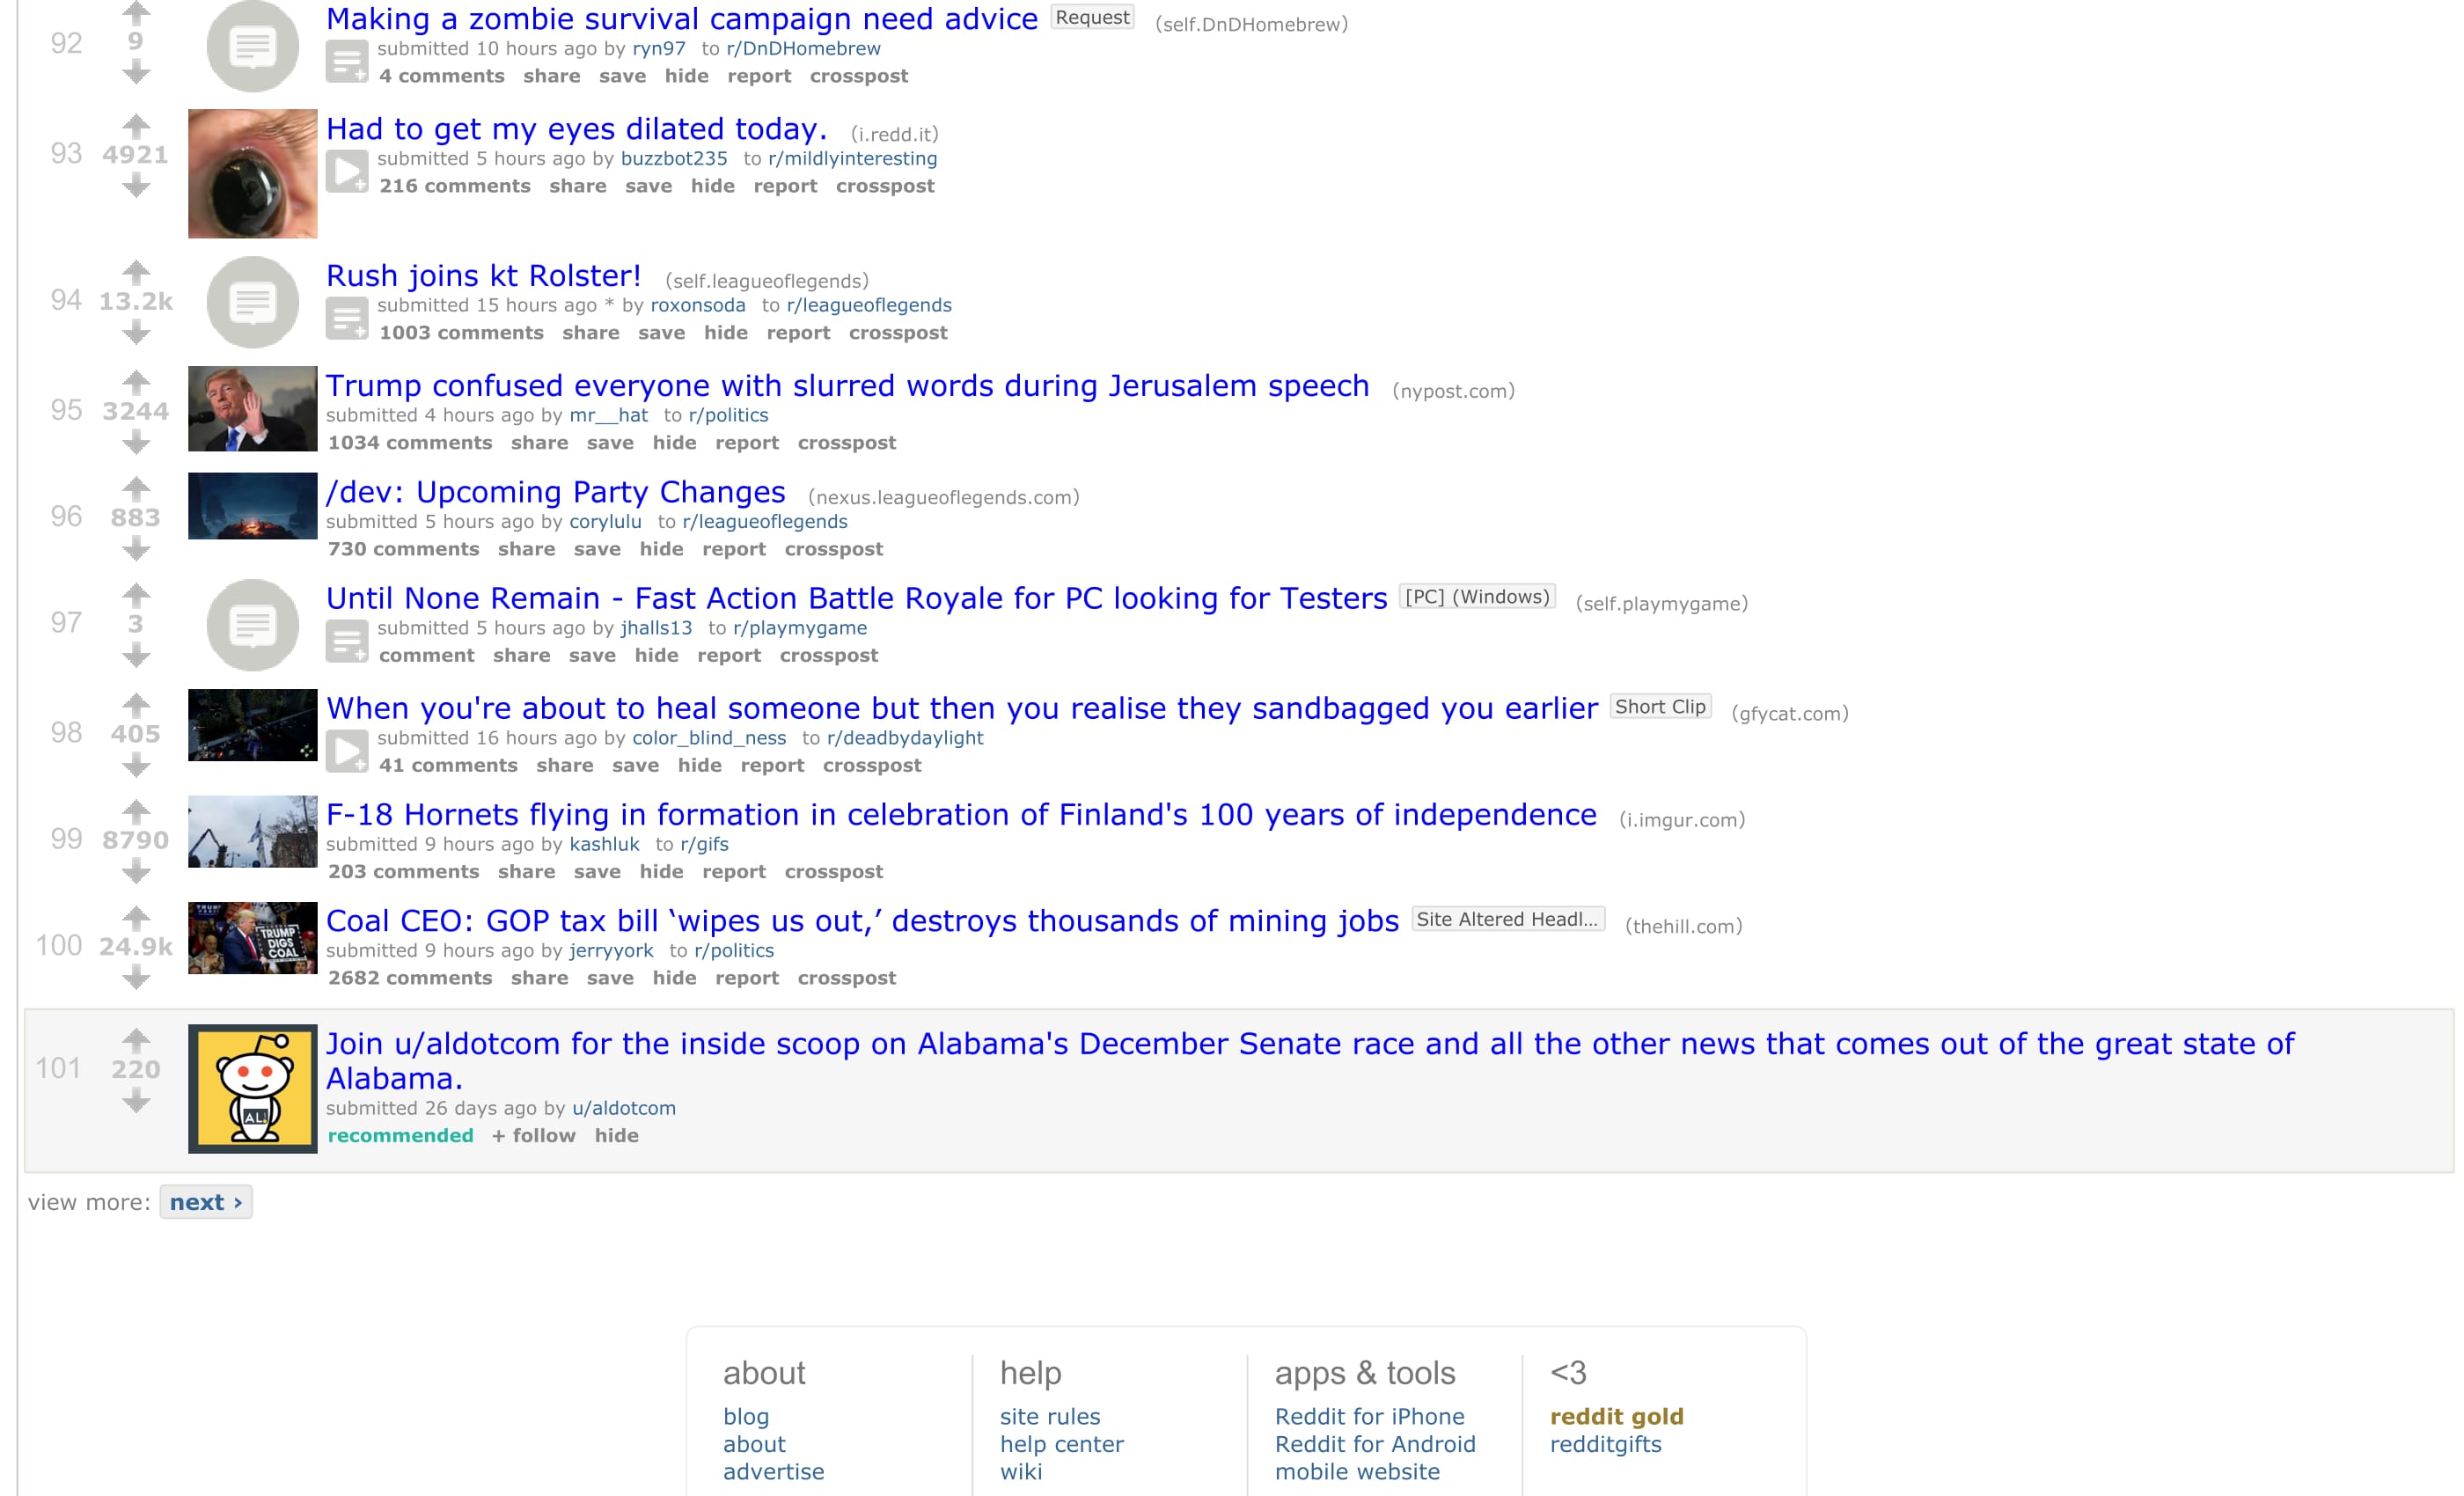 Making a zombie survival campaign need advice Request (self.DnDHomebrew)
92 9
submitted 10 hours ago by ryn97 to r/DnDHomebrew
4 comments share save hide report crosspost
Had to get my eyes dilated today. (i.redd.it)
93 4921
submitted 5 hours ago by buzzbot235 to r/mildlyinteresting
216 comments share save hide report crosspost
Rush joins kt Rolster! (self.leagueoflegends)
94 13.2k
submitted 15 hours ago * by roxonsoda to r/leagueoflegends
1003 comments share save hide report crosspost
Trump confused everyone with slurred words during Jerusalem speech (nypost.com)
95 3244
submitted 4 hours ago by mr__hat to r/politics
1034 comments share save hide report crosspost
/dev: Upcoming Party Changes (nexus.leagueoflegends.com)
96 883
submitted 5 hours ago by corylulu to r/leagueoflegends
730 comments share save hide report crosspost
Until None Remain - Fast Action Battle Royale for PC looking for Testers [PC] (Windows) (self.playmygame)
97 3
submitted 5 hours ago by jhalls13 to r/playmygame
comment share save hide report crosspost
When you're about to heal someone but then you realise they sandbagged you earlier Short Clip (gfycat.com)
98 405
submitted 16 hours ago by color_blind_ness to r/deadbydaylight
41 comments share save hide report crosspost
F-18 Hornets flying in formation in celebration of Finland's 100 years of independence (i.imgur.com)
99 8790
submitted 9 hours ago by kashluk to r/gifs
203 comments share save hide report crosspost
Coal CEO: GOP tax bill ‘wipes us out,’ destroys thousands of mining jobs Site Altered Headl... (thehill.com)
100 24.9k
TRUMP
DIGS
COAL
submitted 9 hours ago by jerryyork to r/politics
2682 comments share save hide report crosspost
Join u/aldotcom for the inside scoop on Alabama's December Senate race and all the other news that comes out of the great state of
Alabama.
101 220
AL
submitted 26 days ago by u/aldotcom
recommended + follow hide
view more: next ›
about
blog
about
advertise
help
site rules
help center
wiki
apps & tools
Reddit for iPhone
Reddit for Android
mobile website
<3
reddit gold
redditgifts